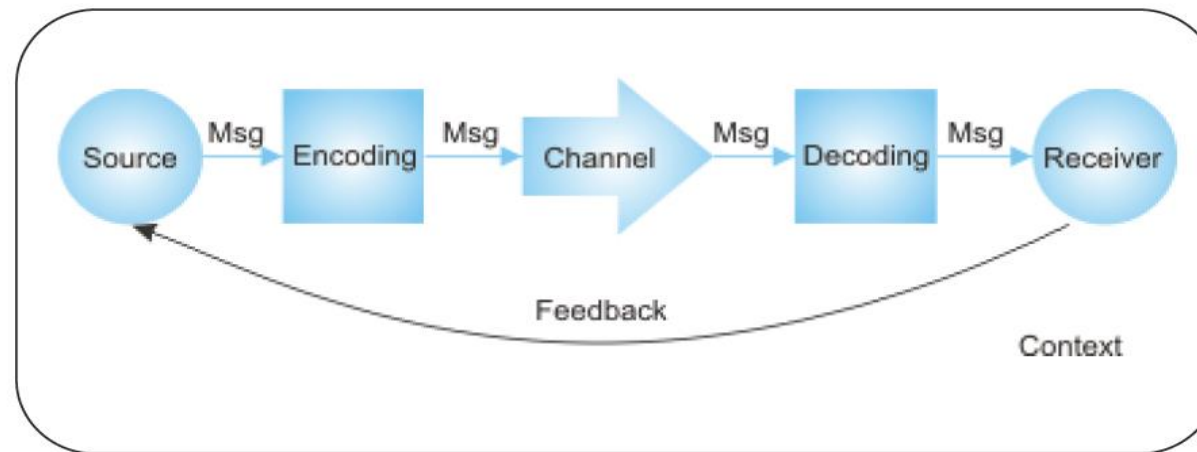 Msg Msg Msg Msg
Source Encoding Channel Decoding Receiver
Feedback
Context